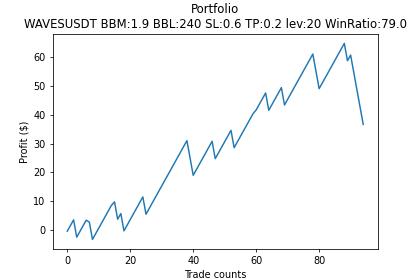 Portfolio
WAVESUSDT BBM:1.9 BBL:240 SL:0.6 TP:0.2 lev:20 WinRatio:79.0
60
50
40
30
20
10
0
Profit ($)
0 20 40 60 80
Trade counts